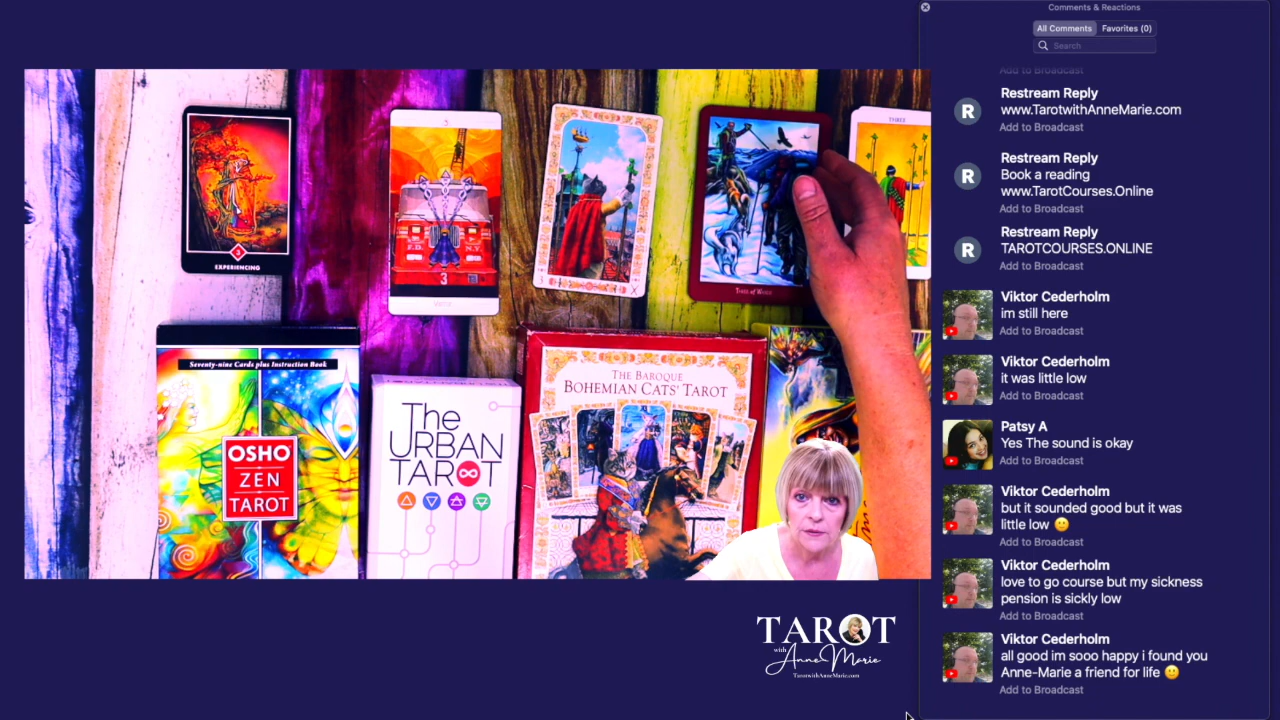 Comments & Reactions
All Comments
Favorites (0)
Search
Add to Broadcast
R
Restream Reply
www.TarotwithAnneMarie.com
Add to Broadcast
R
Restream Reply
Book a reading
www.TarotCourses.Online
Add to Broadcast
R
Restream Reply
TAROTCOURSES.ONLINE
Add to Broadcast
Viktor Cederholm
im still here
Add to Broadcast
Viktor Cederholm
it was little low
Add to Broadcast
Patsy A
Yes The sound is okay
Add to Broadcast
Viktor Cederholm
but it sounded good but it was
little low 🙂
Add to Broadcast
Viktor Cederholm
love to go course but my sickness
pension is sickly low
Add to Broadcast
Viktor Cederholm
all good im sooo happy i found you
Anne-Marie a friend for life 🙂
Add to Broadcast
3
EXPERIENCING
F.D. N.Y.
3
Three of Wands
THREE
Seventy-nine Cards plus Instruction Book
OSHO
ZEN
TAROT
The
URBAN
TAROT
THE BAROQUE
BOHEMIAN CATS' TAROT
TAROT
with
Anne-Marie
TarotwithAnneMarie.com